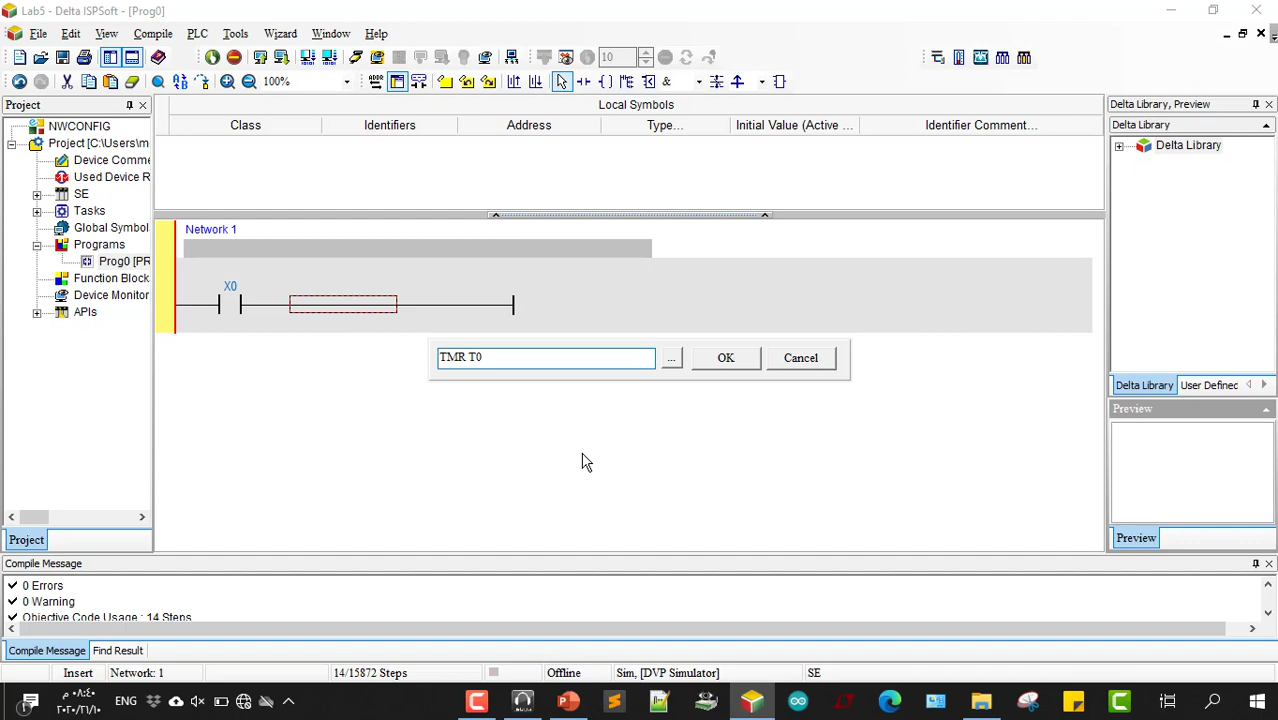 Lab5 - Delta ISPSoft - [Prog0]
File Edit View Compile PLC Tools Wizard Window Help
10
100%
&
Project
NWCONFIG
Project [C:\Users\m
Device Comme
Used Device R
SE
Tasks
Global Symbol
Programs
Prog0 [PR
Function Block
Device Monitor
APIs
Project
Local Symbols
Class Identifiers Address Type... Initial Value (Active ... Identifier Comment...
Network 1
X0
TMR T0 ... OK Cancel
Delta Library, Preview
Delta Library
Delta Library
Delta Library User Defined
Preview
Preview
Compile Message
0 Errors
0 Warning
Objective Code Usage : 14 Steps
Compile Message Find Result
Insert Network: 1 14/15872 Steps Offline Sim, [DVP Simulator] SE
ENG